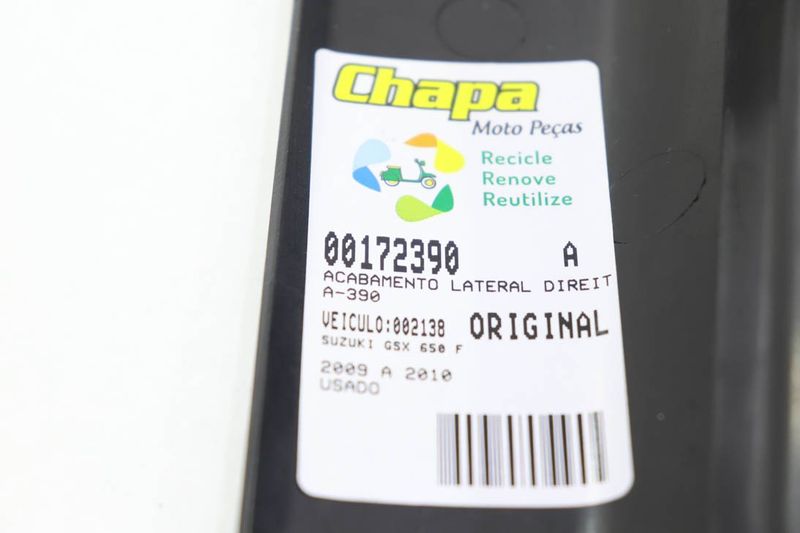 Chapa
Moto Peças
Recicle
Renove
Reutilize
00172390 A
ACABAMENTO LATERAL DIREIT
A-390
VEICULO:002138 ORIGINAL
SUZUKI GSX 650 F
2009 A 2010
USADO